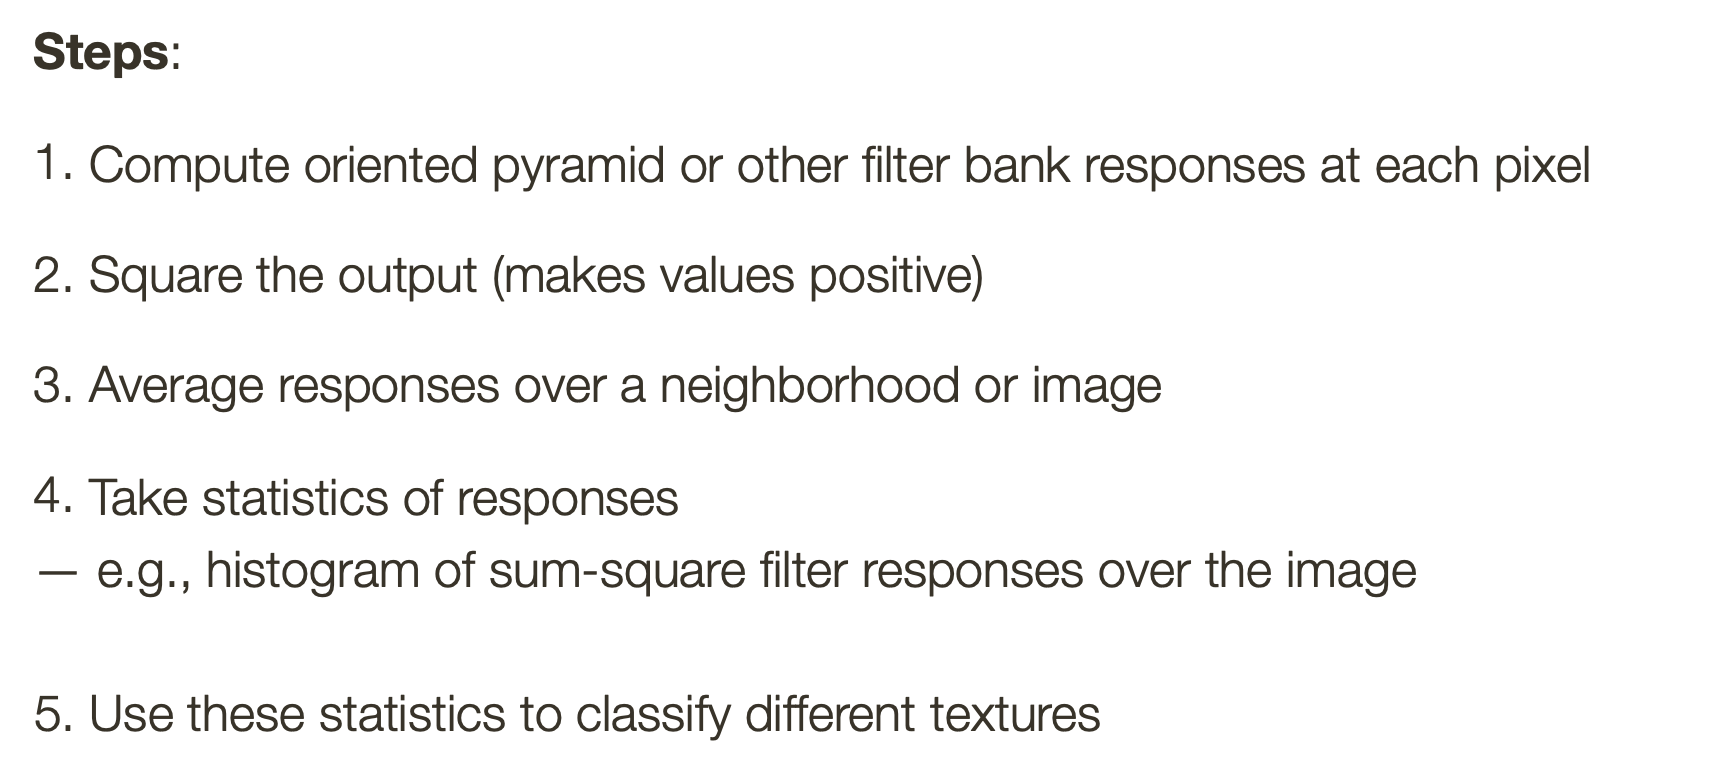 Steps:
1. Compute oriented pyramid or other filter bank responses at each pixel
2. Square the output (makes values positive)
3. Average responses over a neighborhood or image
4. Take statistics of responses
— e.g., histogram of sum-square filter responses over the image
5. Use these statistics to classify different textures